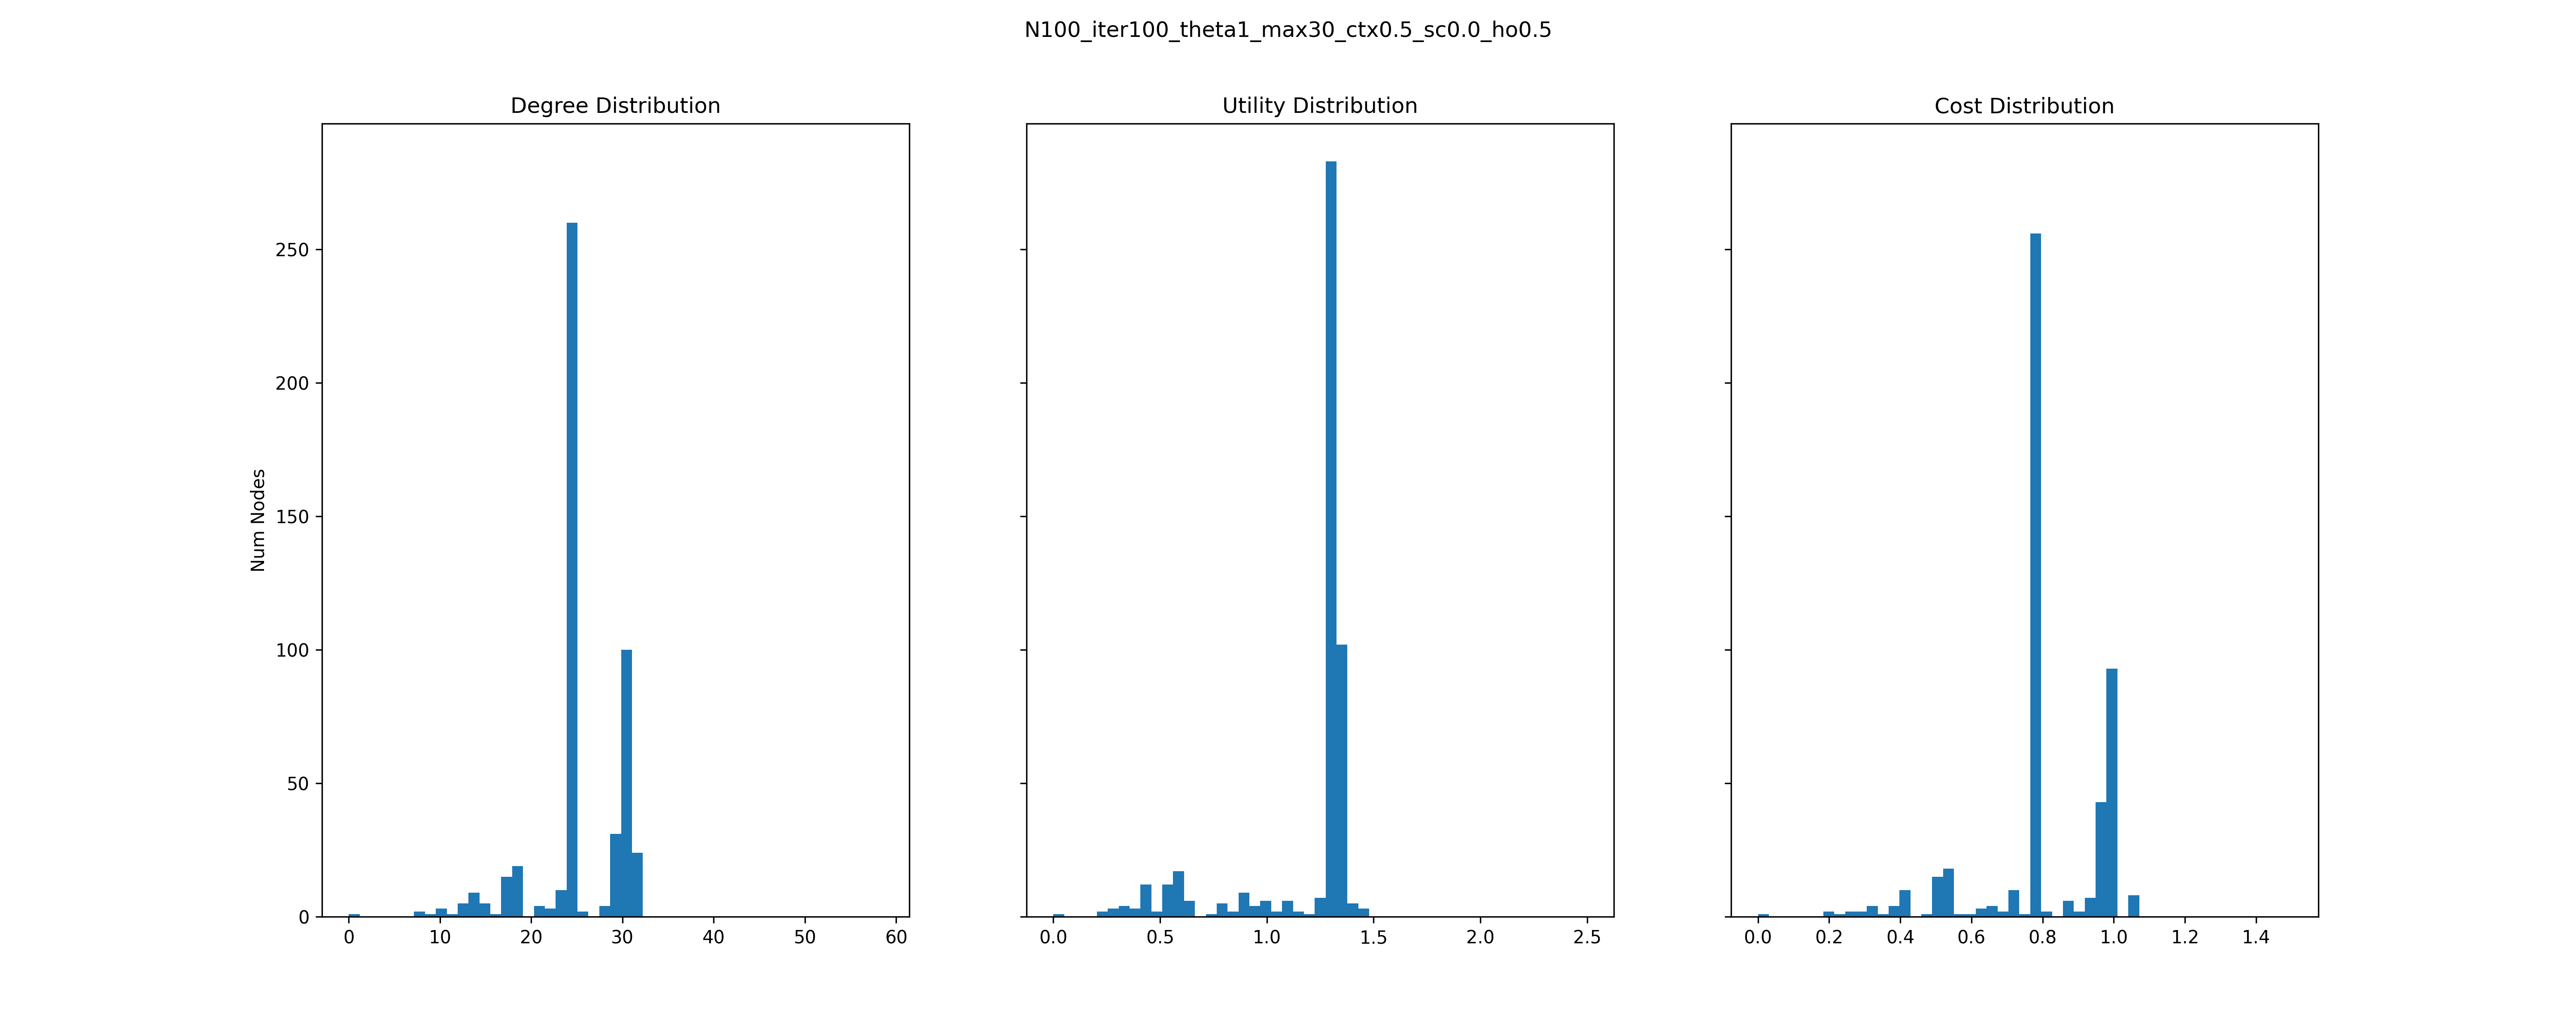 N100_iter100_theta1_max30_ctx0.5_sc0.0_ho0.5
Degree Distribution
Utility Distribution
Cost Distribution
Num Nodes
250
200
150
100
50
0
0 10 20 30 40 50 60
0.0 0.5 1.0 1.5 2.0 2.5
0.0 0.2 0.4 0.6 0.8 1.0 1.2 1.4